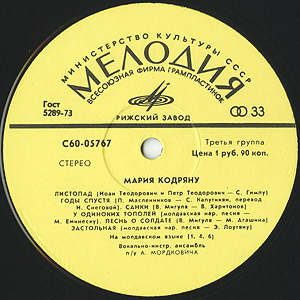 МИНИСТЕРСТВО КУЛЬТУРЫ СССР
МЕЛОДИЯ
ВСЕСОЮЗНАЯ ФИРМА ГРАМПЛАСТИНОК
Гост
5289-73
33
РИЖСКИЙ ЗАВОД
С60-05767
Третья группа
СТЕРЕО
Цена 1 руб. 90 коп.
МАРИЯ КОДРЯНУ
ЛИСТОПАД (Иоан Теодорович и Петр Теодорович — С. Гимпу)
ГОДЫ СПУСТЯ (П. Масленников — С. Капутикян, перевод
И. Снеговой). САНКИ (В. Мигуля — В. Харитонов)
У ОДИНОКИХ ТОПОЛЕЙ (молдавская нар. песня —
М. Еминеску). ПЕСНЬ О СОЛДАТЕ (В. Мигуля — М. Агашина)
ЗАСТОЛЬНАЯ (молдавская нар. песня — Э. Лоутяну)
На молдавском языке (1, 4, 6)
Вокально-инстр. ансамбль
п/у А. МОРДКОВИЧА